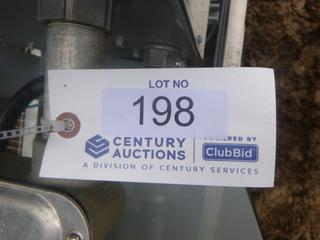 LOT NO
198
CENTURY AUCTIONS
POWERED BY
ClubBid
A DIVISION OF CENTURY SERVICES